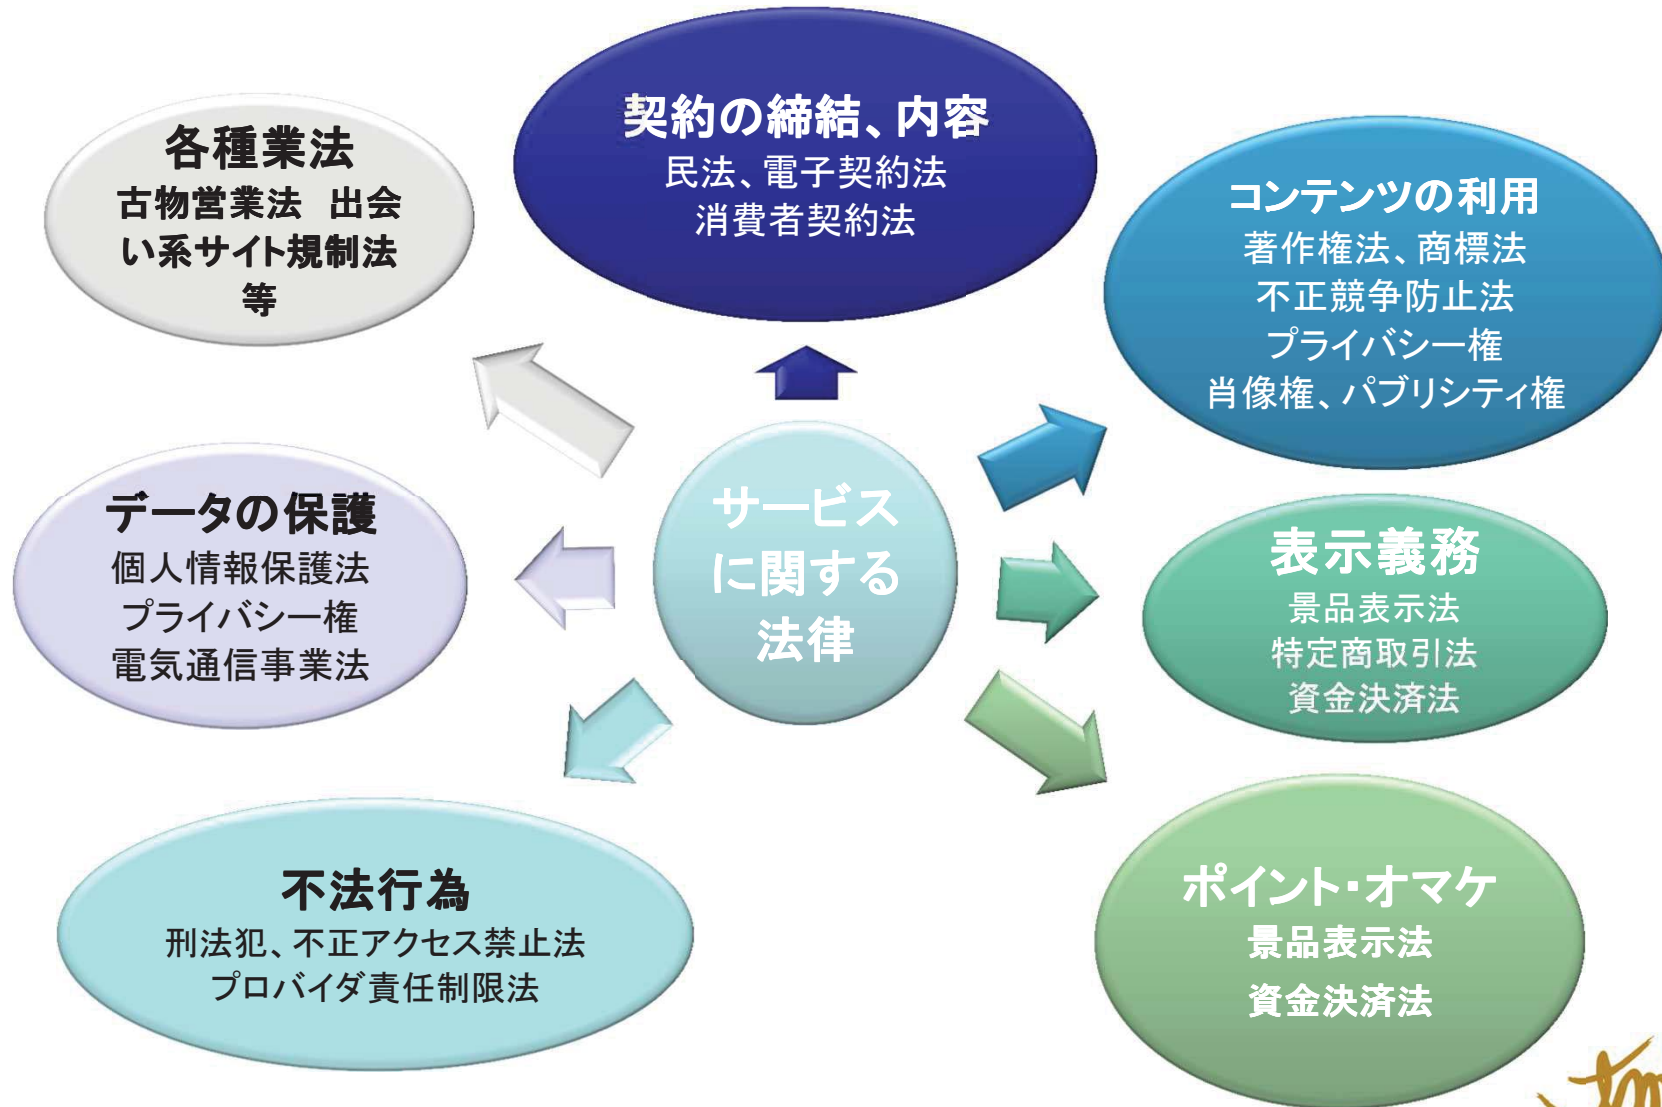 契約の締結、内容
民法、電子契約法
消費者契約法
各種業法
古物営業法　出会
い系サイト規制法
等
コンテンツの利用
著作権法、商標法
不正競争防止法
プライバシー権
肖像権、パブリシティ権
サービス
に関する
法律
データの保護
個人情報保護法
プライバシー権
電気通信事業法
表示義務
景品表示法
特定商取引法
資金決済法
不法行為
刑法犯、不正アクセス禁止法
プロバイダ責任制限法
ポイント・オマケ
景品表示法
資金決済法